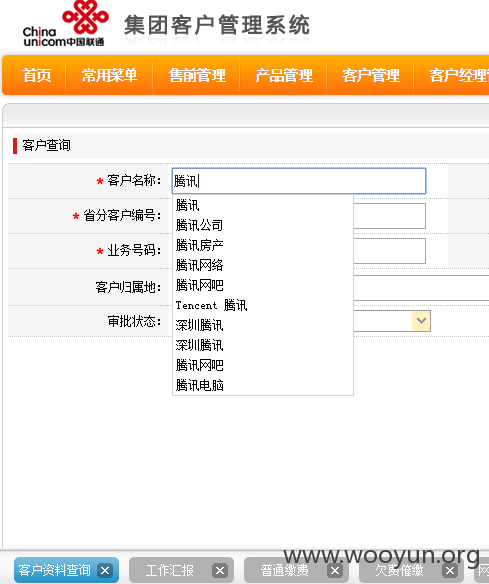 China
unicom中国联通
集团客户管理系统
首页 常用菜单 售前管理 产品管理 客户管理 客户经理
客户查询
* 客户名称: 腾讯
腾讯
* 省分客户编号:
腾讯公司
腾讯房产
* 业务号码:
腾讯网络
客户归属地:
腾讯网吧
Tencent 腾讯
审批状态:
深圳腾讯
深圳腾讯
腾讯网吧
腾讯电脑
客户资料查询 工作汇报 普通缴费 欠费催缴
www.wooyun.org